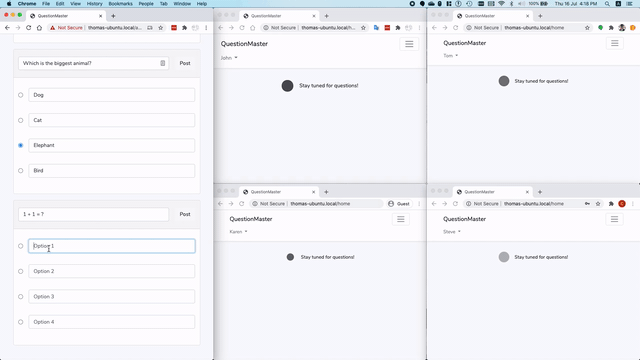 Chrome File Edit View History Bookmarks People Tab Window Help
100% Thu 16 Jul 4:18 PM
QuestionMaster
Not Secure thomas-ubuntu.local/
Which is the biggest animal? Post
Dog
Cat
Elephant
Bird
1 + 1 = ? Post
Option 1
Option 2
Option 3
Option 4
QuestionMaster
Not Secure thomas-ubuntu.local/home
QuestionMaster
John
Stay tuned for questions!
QuestionMaster
Not Secure thomas-ubuntu.local/home
QuestionMaster
Tom
Stay tuned for questions!
QuestionMaster
Not Secure thomas-ubuntu.local/home Guest
QuestionMaster
Karen
Stay tuned for questions!
QuestionMaster
Not Secure thomas-ubuntu.local/home
QuestionMaster
Steve
Stay tuned for questions!